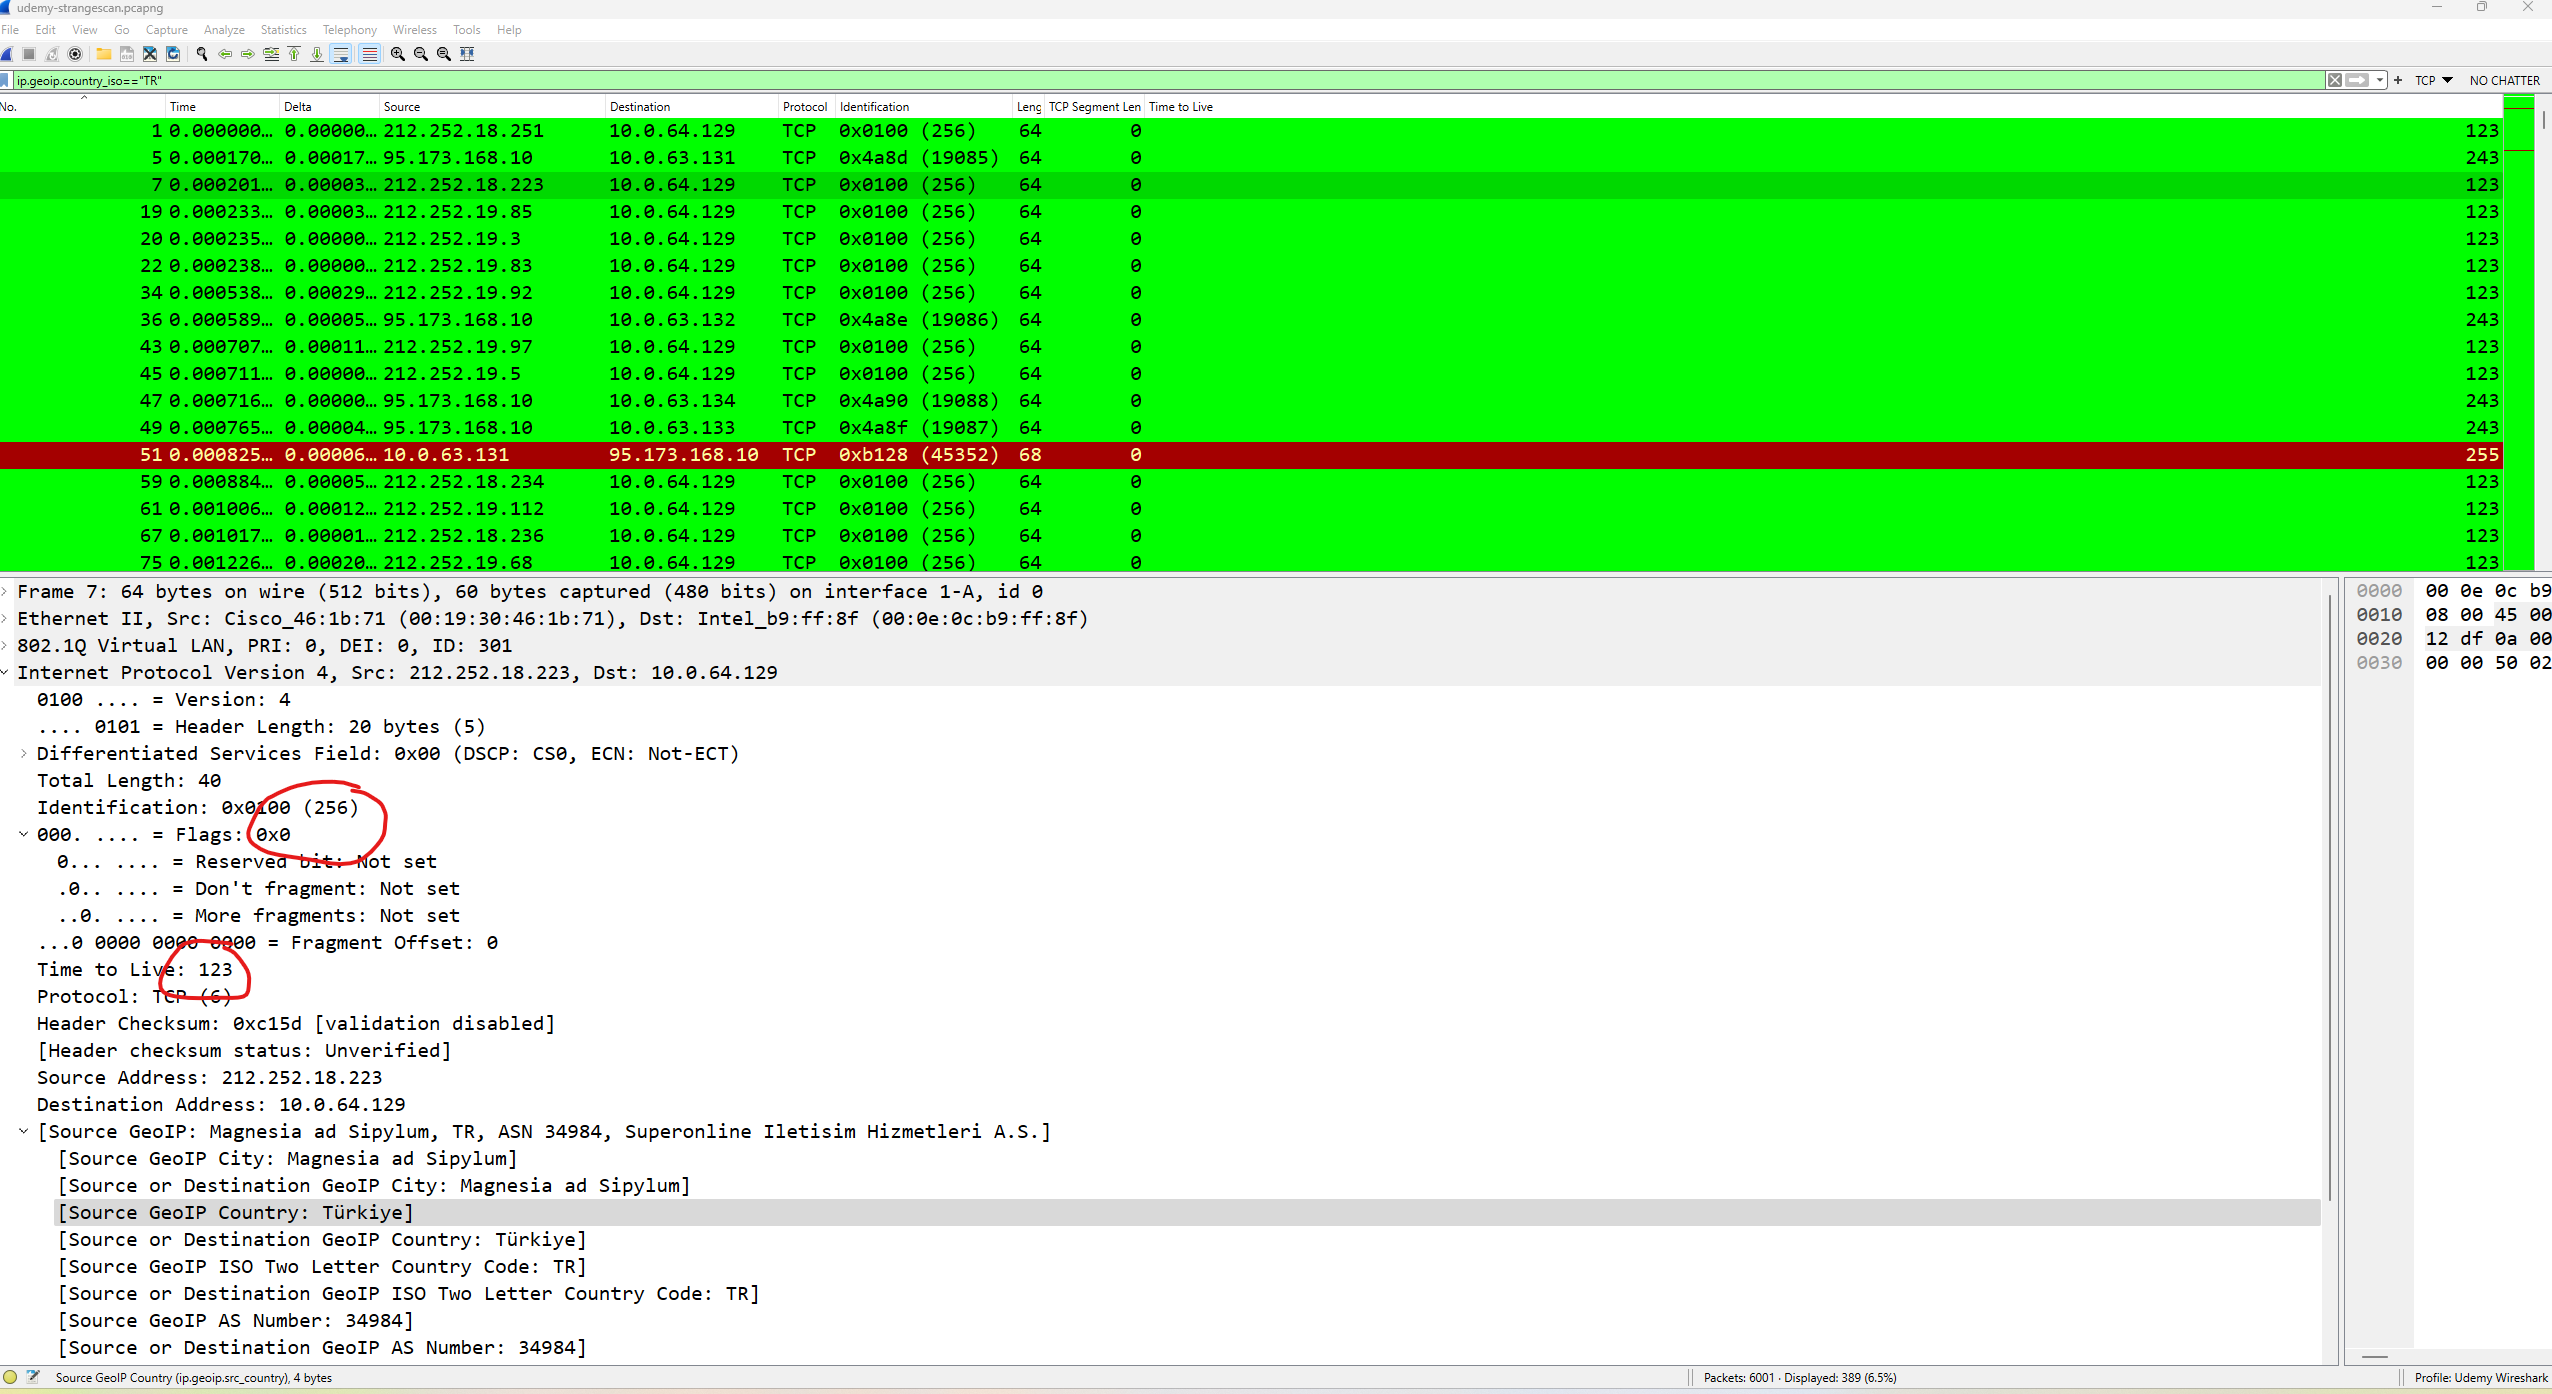 udemy-strangescan.pcapng
File Edit View Go Capture Analyze Statistics Telephony Wireless Tools Help
ip.geoip.country_iso=="TR" + TCP NO CHATTER
No. Time Delta Source Destination Protocol Identification Leng TCP Segment Len Time to Live
1 0.000000… 0.00000… 212.252.18.251 10.0.64.129 TCP 0x0100 (256) 64 0 123
5 0.000170… 0.00017… 95.173.168.10 10.0.63.131 TCP 0x4a8d (19085) 64 0 243
7 0.000201… 0.00003… 212.252.18.223 10.0.64.129 TCP 0x0100 (256) 64 0 123
19 0.000233… 0.00003… 212.252.19.85 10.0.64.129 TCP 0x0100 (256) 64 0 123
20 0.000235… 0.00000… 212.252.19.3 10.0.64.129 TCP 0x0100 (256) 64 0 123
22 0.000238… 0.00000… 212.252.19.83 10.0.64.129 TCP 0x0100 (256) 64 0 123
34 0.000538… 0.00029… 212.252.19.92 10.0.64.129 TCP 0x0100 (256) 64 0 123
36 0.000589… 0.00005… 95.173.168.10 10.0.63.132 TCP 0x4a8e (19086) 64 0 243
43 0.000707… 0.00011… 212.252.19.97 10.0.64.129 TCP 0x0100 (256) 64 0 123
45 0.000711… 0.00000… 212.252.19.5 10.0.64.129 TCP 0x0100 (256) 64 0 123
47 0.000716… 0.00000… 95.173.168.10 10.0.63.134 TCP 0x4a90 (19088) 64 0 243
49 0.000765… 0.00004… 95.173.168.10 10.0.63.133 TCP 0x4a8f (19087) 64 0 243
51 0.000825… 0.00006… 10.0.63.131 95.173.168.10 TCP 0xb128 (45352) 68 0 255
59 0.000884… 0.00005… 212.252.18.234 10.0.64.129 TCP 0x0100 (256) 64 0 123
61 0.001006… 0.00012… 212.252.19.112 10.0.64.129 TCP 0x0100 (256) 64 0 123
67 0.001017… 0.00001… 212.252.18.236 10.0.64.129 TCP 0x0100 (256) 64 0 123
75 0.001226… 0.00020… 212.252.19.68 10.0.64.129 TCP 0x0100 (256) 64 0 123
Frame 7: 64 bytes on wire (512 bits), 60 bytes captured (480 bits) on interface 1-A, id 0
Ethernet II, Src: Cisco_46:1b:71 (00:19:30:46:1b:71), Dst: Intel_b9:ff:8f (00:0e:0c:b9:ff:8f)
802.1Q Virtual LAN, PRI: 0, DEI: 0, ID: 301
Internet Protocol Version 4, Src: 212.252.18.223, Dst: 10.0.64.129
0100 .... = Version: 4
.... 0101 = Header Length: 20 bytes (5)
Differentiated Services Field: 0x00 (DSCP: CS0, ECN: Not-ECT)
Total Length: 40
Identification: 0x0100 (256)
000. .... = Flags: 0x0
0... .... = Reserved bit: Not set
.0.. .... = Don't fragment: Not set
..0. .... = More fragments: Not set
...0 0000 0000 0000 = Fragment Offset: 0
Time to Live: 123
Protocol: TCP (6)
Header Checksum: 0xc15d [validation disabled]
[Header checksum status: Unverified]
Source Address: 212.252.18.223
Destination Address: 10.0.64.129
[Source GeoIP: Magnesia ad Sipylum, TR, ASN 34984, Superonline Iletisim Hizmetleri A.S.]
[Source GeoIP City: Magnesia ad Sipylum]
[Source or Destination GeoIP City: Magnesia ad Sipylum]
[Source GeoIP Country: Türkiye]
[Source or Destination GeoIP Country: Türkiye]
[Source GeoIP ISO Two Letter Country Code: TR]
[Source or Destination GeoIP ISO Two Letter Country Code: TR]
[Source GeoIP AS Number: 34984]
[Source or Destination GeoIP AS Number: 34984]
0000 00 0e 0c b9
0010 08 00 45 00
0020 12 df 0a 00
0030 00 00 50 02
Source GeoIP Country (ip.geoip.src_country), 4 bytes
Packets: 6001 · Displayed: 389 (6.5%)
Profile: Udemy Wireshark